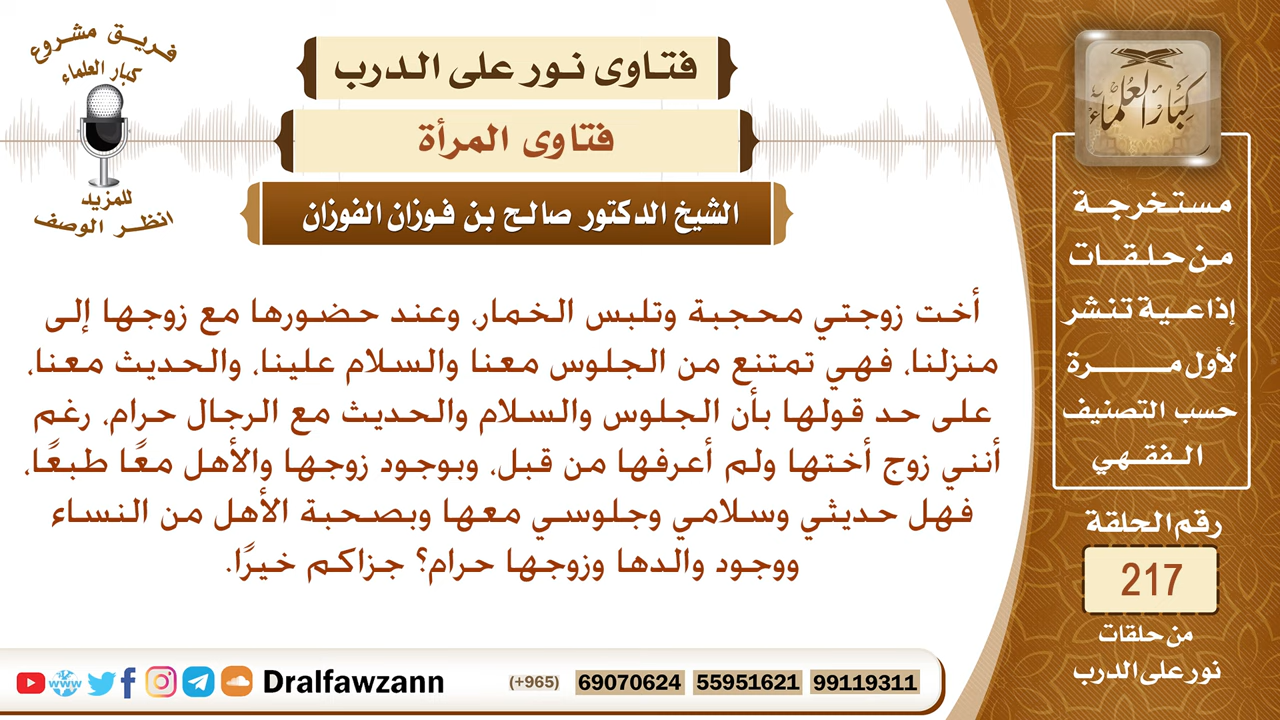 فريق مشروع
كبار العلماء
للمزيد
انظر الوصف
فتاوى نور على الدرب
فتاوى المرأة
الشيخ الدكتور صالح بن فوزان الفوزان
أخت زوجتي محجبة وتلبس الخمار، وعند حضورها مع زوجها إلى
منزلنا، فهي تمتنع من الجلوس معنا والسلام علينا، والحديث معنا،
على حد قولها بأن الجلوس والسلام والحديث مع الرجال حرام، رغم
أنني زوج أختها ولم أعرفها من قبل، وبوجود زوجها والأهل معًا طبعًا،
فهل حديثي وسلامي وجلوسي معها وبصحبة الأهل من النساء
ووجود والدها وزوجها حرام؟ جزاكم خيرًا.
كبار العلماء
مستخرجة
من حلقات
إذاعية تنشر
لأول مرة
حسب التصنيف
الفقهي
رقم الحلقة
217
من حلقات
نور على الدرب
www Dralfawzann (+965) 69070624 55951621 99119311